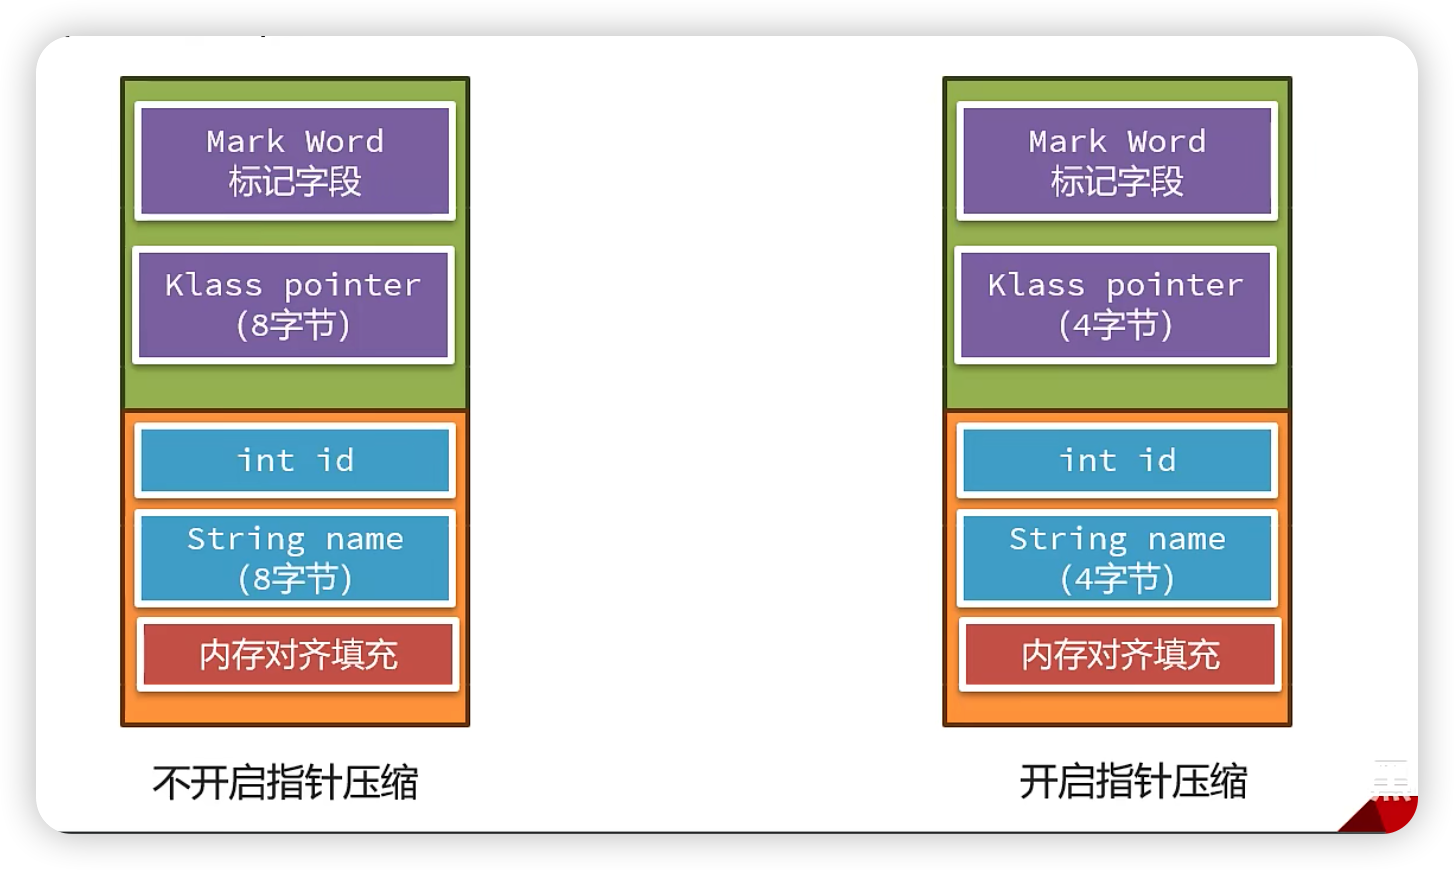 Mark Word
标记字段
Klass pointer
(8字节)
int id
String name
(8字节)
内存对齐填充
不开启指针压缩
Mark Word
标记字段
Klass pointer
(4字节)
int id
String name
(4字节)
内存对齐填充
开启指针压缩